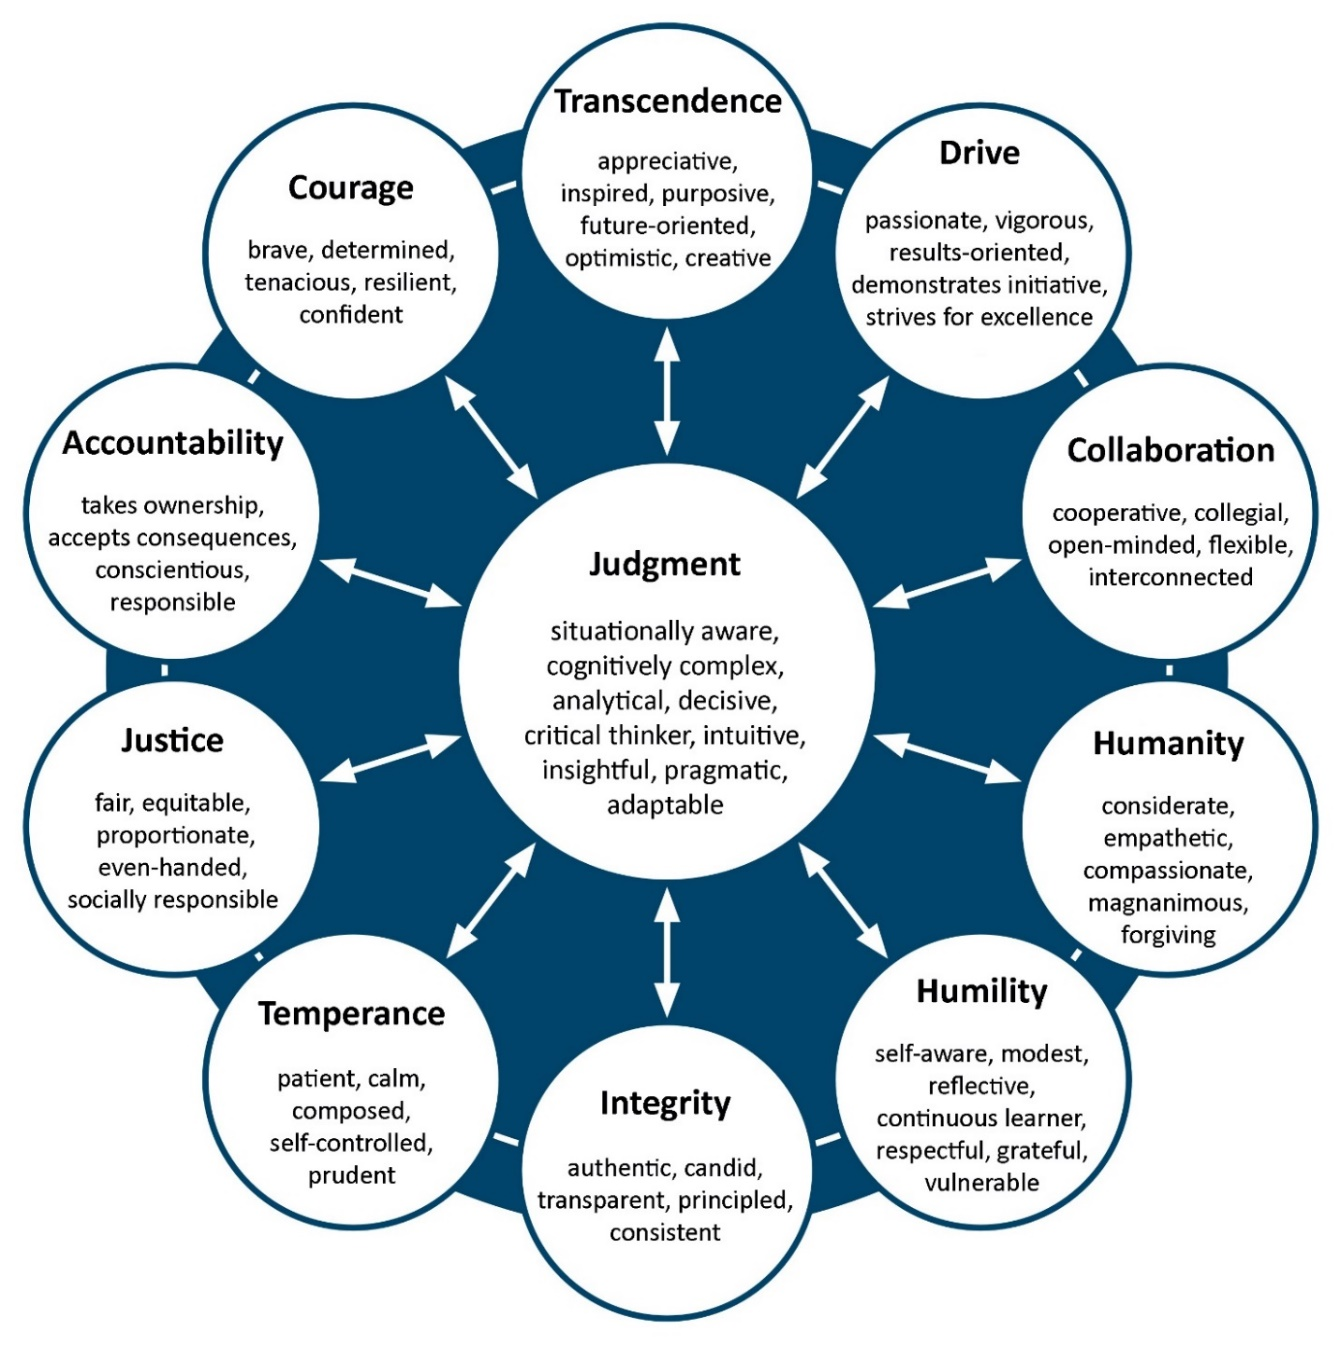 Transcendence
appreciative,
inspired, purposive,
future-oriented,
optimistic, creative
Drive
passionate, vigorous,
results-oriented,
demonstrates initiative,
strives for excellence
Collaboration
cooperative, collegial,
open-minded, flexible,
interconnected
Humanity
considerate,
empathetic,
compassionate,
magnanimous,
forgiving
Humility
self-aware, modest,
reflective,
continuous learner,
respectful, grateful,
vulnerable
Integrity
authentic, candid,
transparent, principled,
consistent
Temperance
patient, calm,
composed,
self-controlled,
prudent
Justice
fair, equitable,
proportionate,
even-handed,
socially responsible
Accountability
takes ownership,
accepts consequences,
conscientious,
responsible
Courage
brave, determined,
tenacious, resilient,
confident
Judgment
situationally aware,
cognitively complex,
analytical, decisive,
critical thinker, intuitive,
insightful, pragmatic,
adaptable